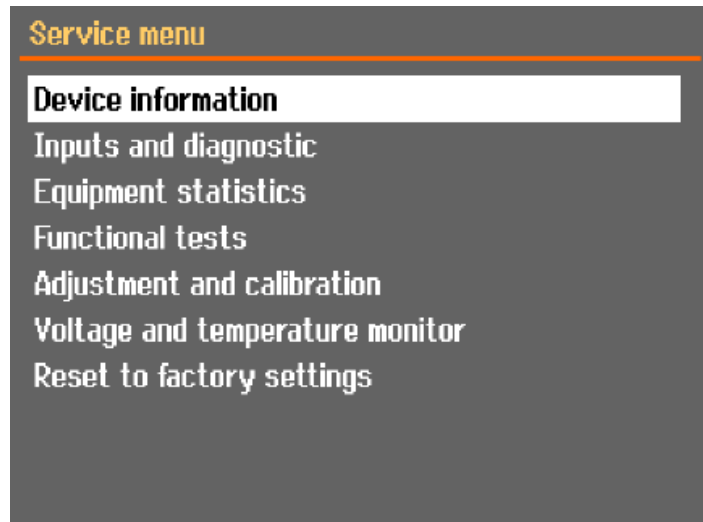 Service menu
Device information
Inputs and diagnostic
Equipment statistics
Functional tests
Adjustment and calibration
Voltage and temperature monitor
Reset to factory settings